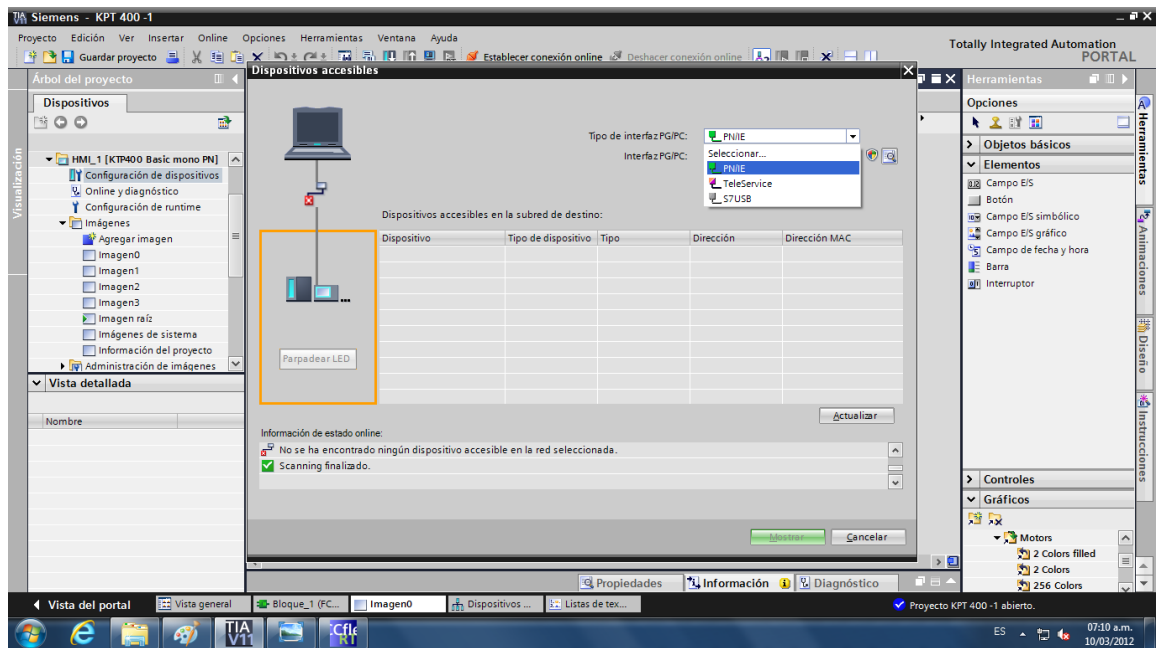 Siemens - KPT 400 -1
Proyecto Edición Ver Insertar Online Opciones Herramientas Ventana Ayuda
Guardar proyecto Establecer conexión online Deshacer conexión online
Totally Integrated Automation
PORTAL
Árbol del proyecto
Dispositivos
Visualización
HMI_1 [KTP400 Basic mono PN]
Configuración de dispositivos
Online y diagnóstico
Configuración de runtime
Imágenes
Agregar imagen
Imagen0
Imagen1
Imagen2
Imagen3
Imagen raíz
Imágenes de sistema
Información del proyecto
Administración de imágenes
Vista detallada
Nombre
Dispositivos accesibles
Tipo de interfaz PG/PC: PN/IE
Interfaz PG/PC:
Seleccionar...
PN/IE
TeleService
S7USB
Dispositivos accesibles en la subred de destino:
Dispositivo Tipo de dispositivo Tipo Dirección Dirección MAC
Parpadear LED
Actualizar
Información de estado online:
No se ha encontrado ningún dispositivo accesible en la red seleccionada.
Scanning finalizado.
Mostrar Cancelar
Propiedades Información Diagnóstico
Herramientas
Opciones
Objetos básicos
Elementos
Campo E/S
Botón
Campo E/S simbólico
Campo E/S gráfico
Campo de fecha y hora
Barra
Interruptor
Controles
Gráficos
Motors
2 Colors filled
2 Colors
256 Colors
Herramientas
Animaciones
Diseño
Instrucciones
Vista del portal Vista general Bloque_1 (FC... Imagen0 Dispositivos ... Listas de tex...
Proyecto KPT 400 -1 abierto.
TIA
V11
ES
07:10 a.m.
10/03/2012